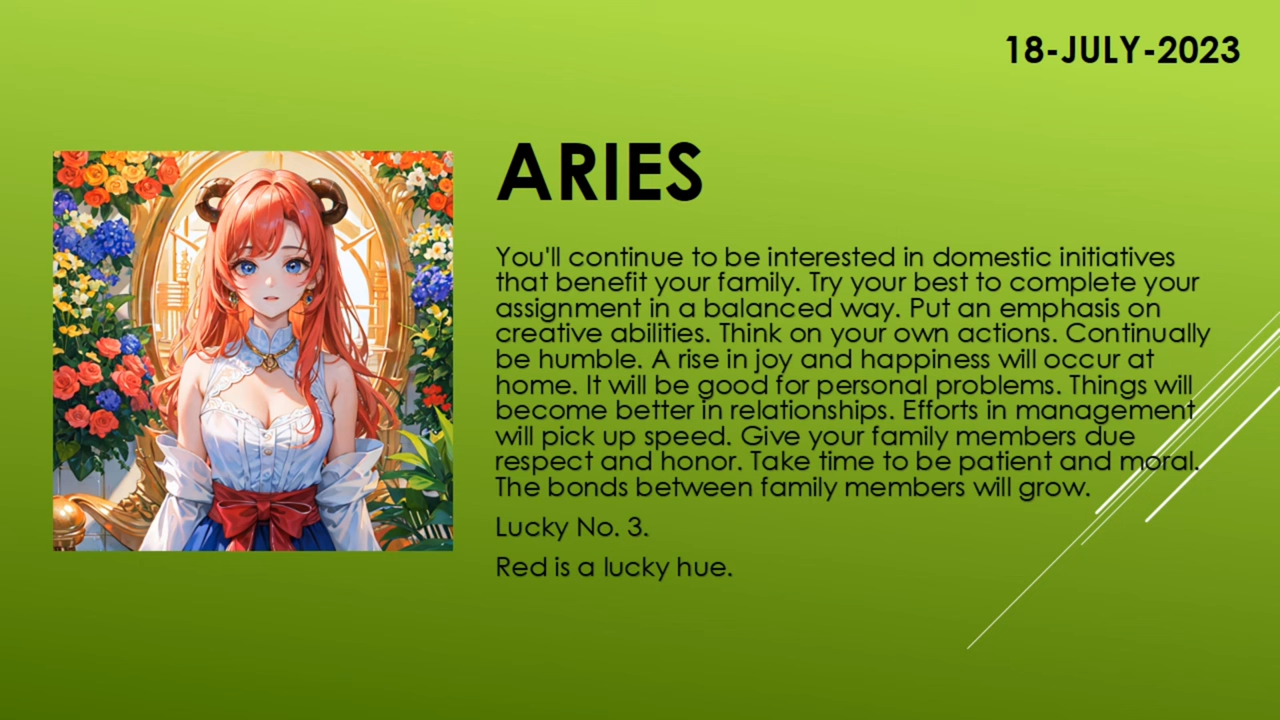 18-JULY-2023
ARIES
You'll continue to be interested in domestic initiatives
that benefit your family. Try your best to complete your
assignment in a balanced way. Put an emphasis on
creative abilities. Think on your own actions. Continually
be humble. A rise in joy and happiness will occur at
home. It will be good for personal problems. Things will
become better in relationships. Efforts in management
will pick up speed. Give your family members due
respect and honor. Take time to be patient and moral.
The bonds between family members will grow.
Lucky No. 3.
Red is a lucky hue.